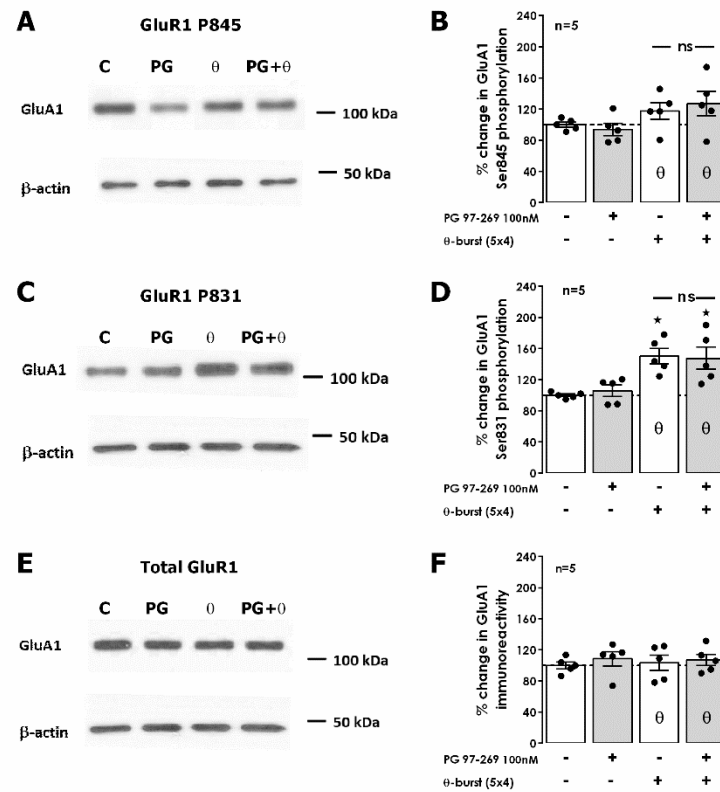 A
GluR1 P845
C PG θ PG+θ
GluA1
100 kDa
β-actin
50 kDa
B
% change in GluA1
Ser845 phosphorylation
240
200
160
120
80
40
0
n=5
ns
θ θ
PG 97-269 100nM - + - +
θ-burst (5x4) - - + +
C
GluR1 P831
C PG θ PG+θ
GluA1
100 kDa
β-actin
50 kDa
D
% change in GluA1
Ser831 phosphorylation
240
200
160
120
80
40
0
n=5
ns
★ ★
θ θ
PG 97-269 100nM - + - +
θ-burst (5x4) - - + +
E
Total GluR1
C PG θ PG+θ
GluA1
100 kDa
β-actin
50 kDa
F
% change in GluA1
immunoreactivity
240
200
160
120
80
40
0
n=5
θ θ
PG 97-269 100nM - + - +
θ-burst (5x4) - - + +